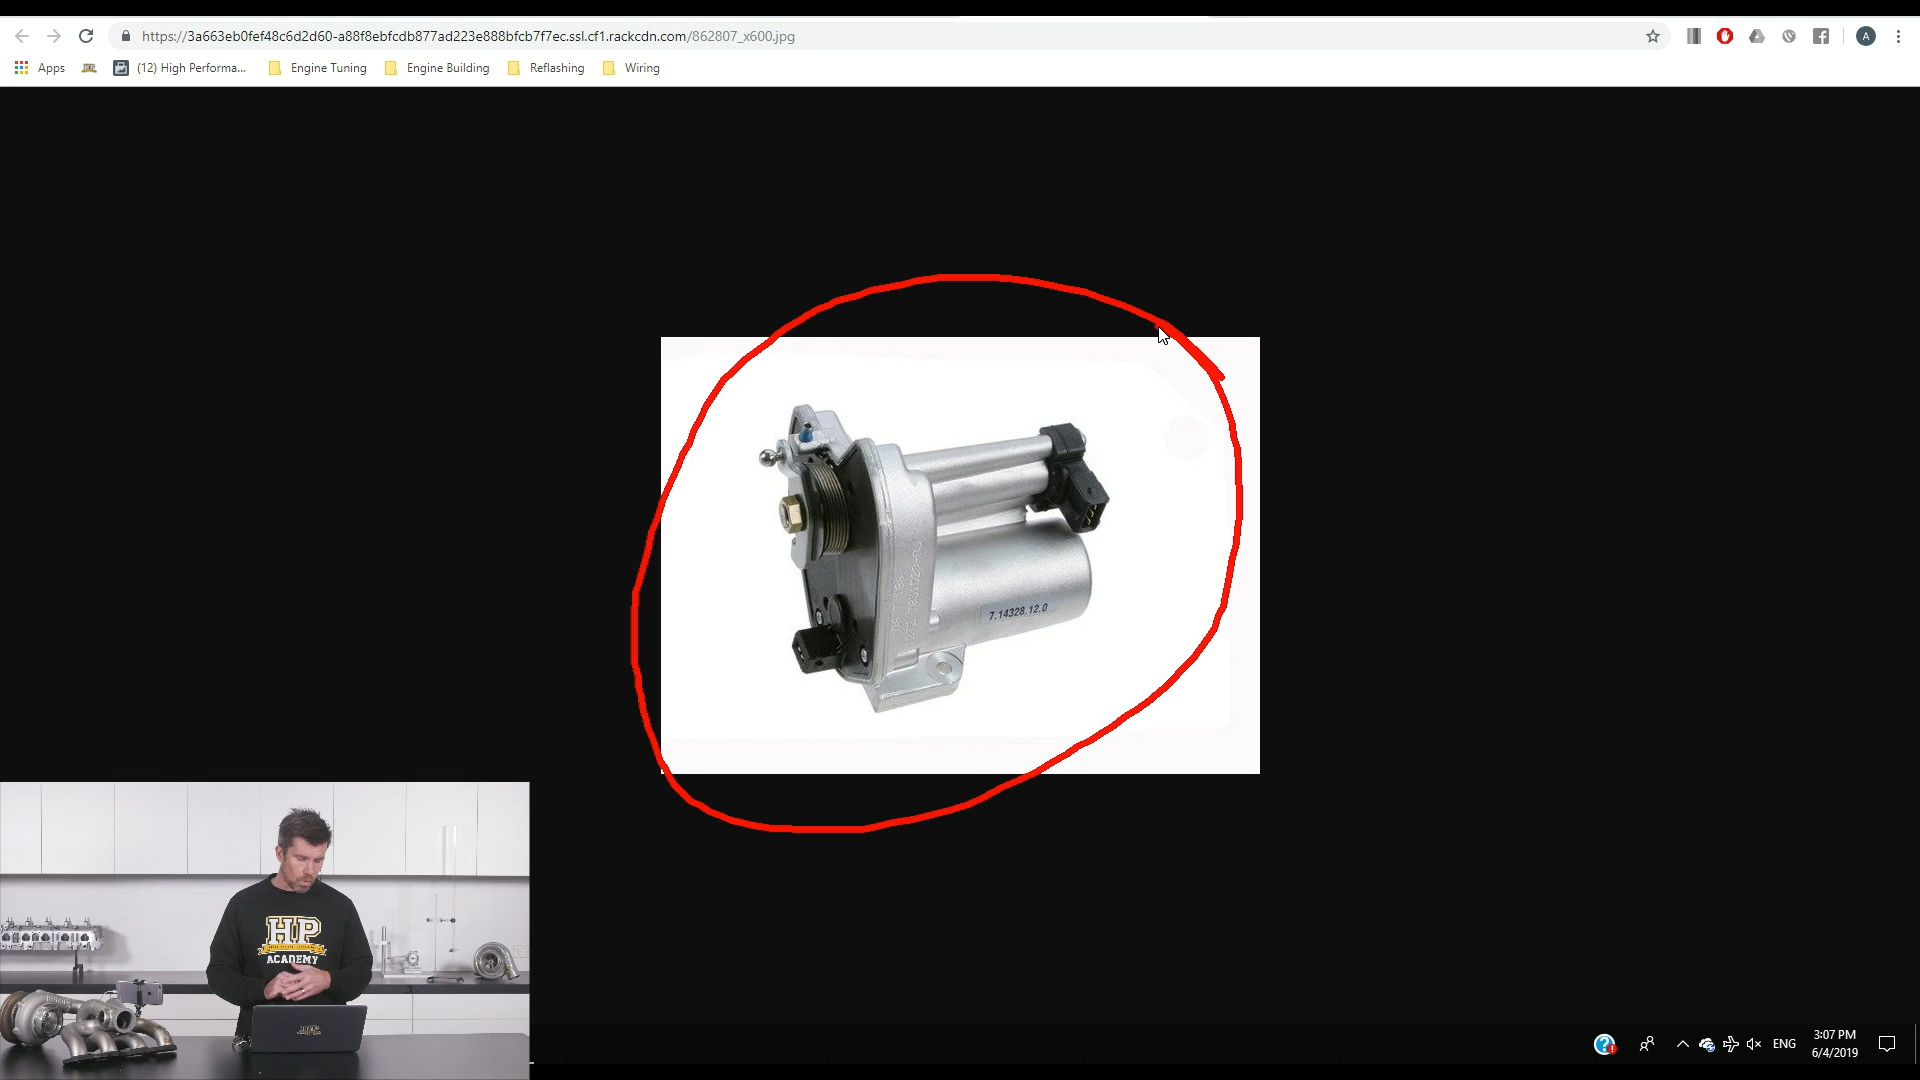 https://3a663eb0fef48c6d2d60-a88f8ebfcdb877ad223e888bfcb7f7ec.ssl.cf1.rackcdn.com/862807_x600.jpg
A
Apps
(12) High Performa...
Engine Tuning
Engine Building
Reflashing
Wiring
7.14328.12.0
HP
ACADEMY
ENG
3:07 PM
6/4/2019